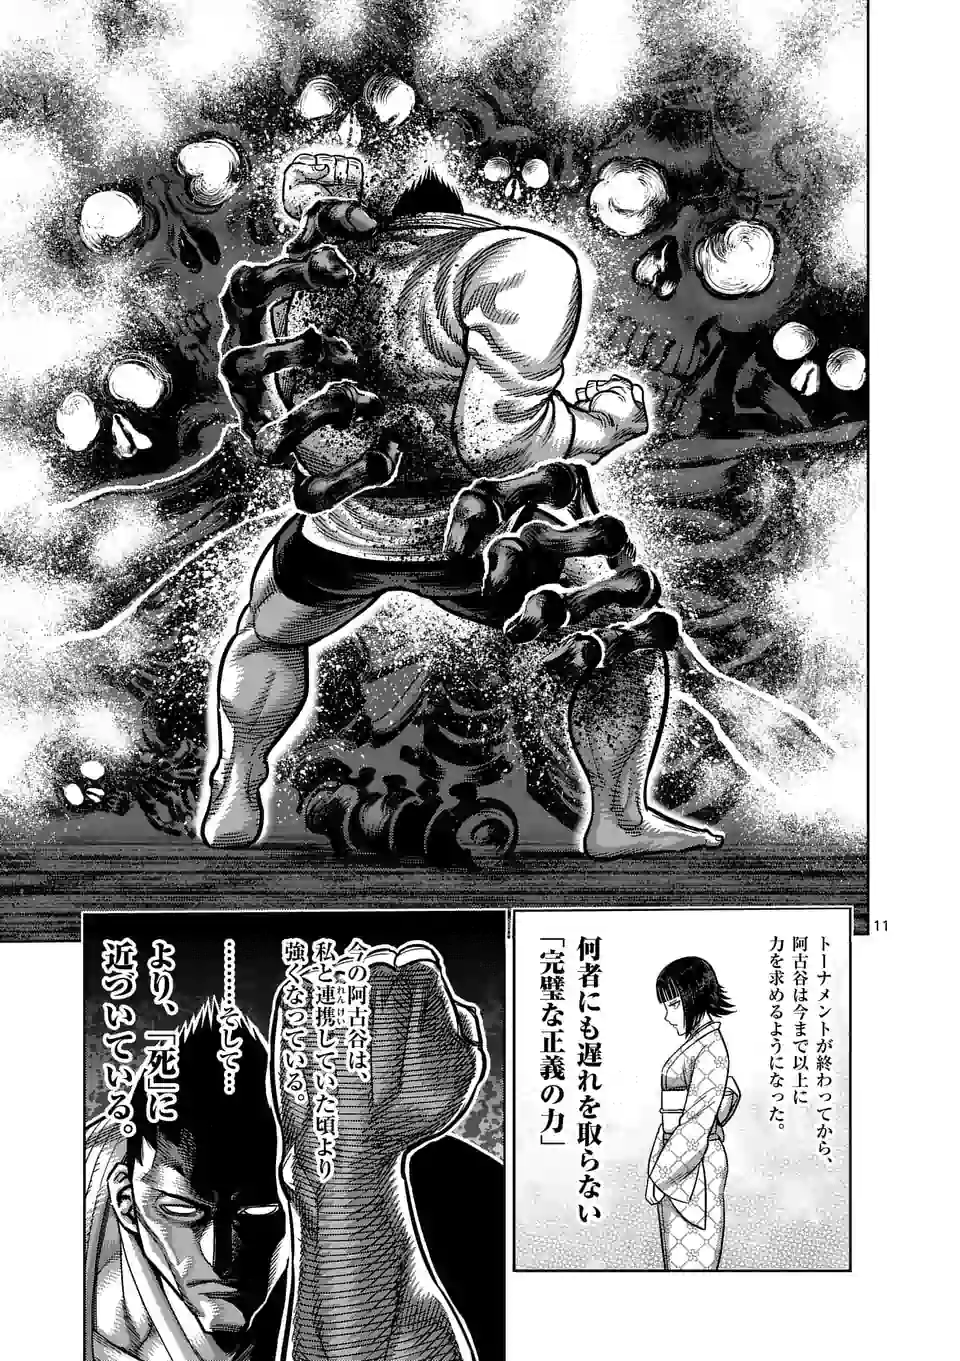 11
トーナメントが終わってから、
阿古谷は今まで以上に
力を求めるようになった。
何者にも遅れを取らない
「完璧な正義の力」
今の阿古谷は、
私と連携していた頃より
れんけい
強くなっている。
………そして…
より、「死」に
近づいている。